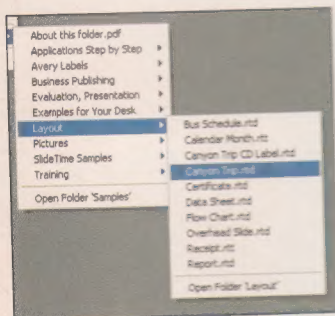 About this folder.pdf
Applications Step by Step
Avery Labels
Business Publishing
Evaluation, Presentation
Examples for Your Desk
Layout
Pictures
SlideTime Samples
Training
Open Folder 'Samples'
Bus Schedule.rtd
Calendar Month.rtd
Canyon Trip CD Label.rtd
Canyon Trip.rtd
Certificate.rtd
Data Sheet.rtd
Flow Chart.rtd
Overhead Slide.rtd
Receipt.rtt
Report.rtd
Open Folder 'Layout'